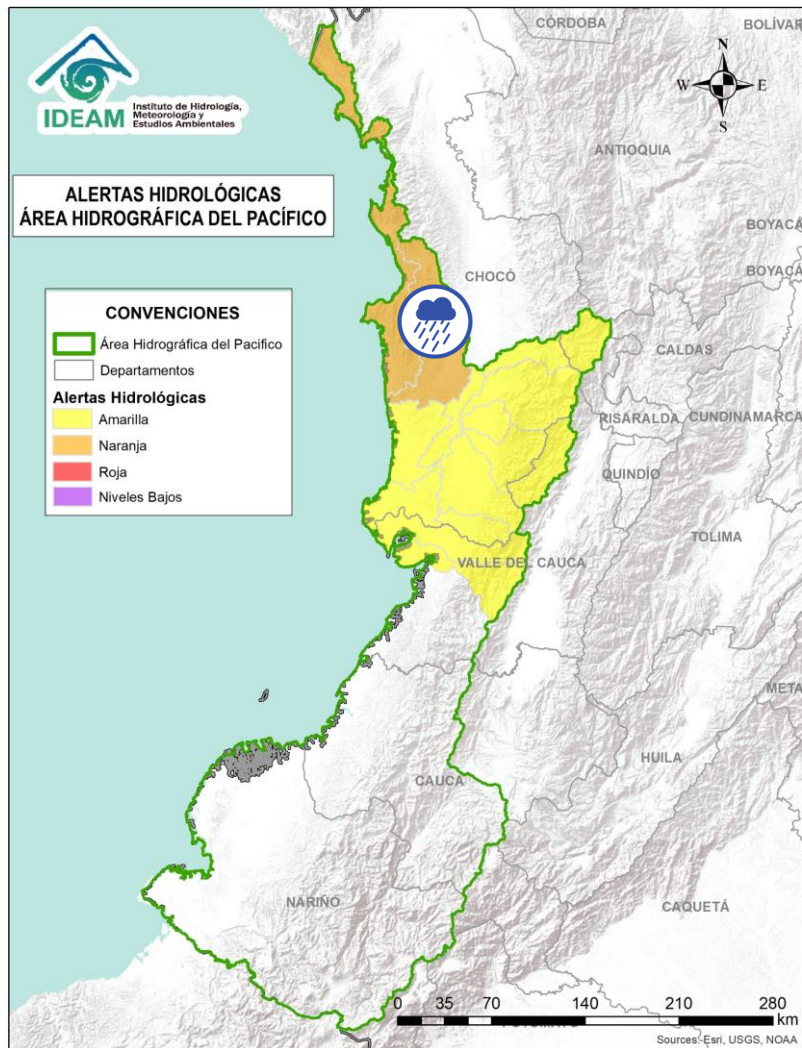 CÓRDOBA
BOLÍVAR
N
W E
S
IDEAM
Instituto de Hidrología,
Meteorología y
Estudios Ambientales
ANTIOQUIA
ALERTAS HIDROLÓGICAS
ÁREA HIDROGRÁFICA DEL PACÍFICO
BOYACÁ
BOYACÁ
CHOCÓ
CONVENCIONES
Área Hidrográfica del Pacifico
Departamentos
Alertas Hidrológicas
Amarilla
Naranja
Roja
Niveles Bajos
CALDAS
RISARALDA
CUNDINAMARCA
QUINDÍO
TOLIMA
VALLE DEL CAUCA
META
HUILA
CAUCA
NARIÑO
CAQUETÁ
0 35 70 140 210 280
km
Sources: Esri, USGS, NOAA